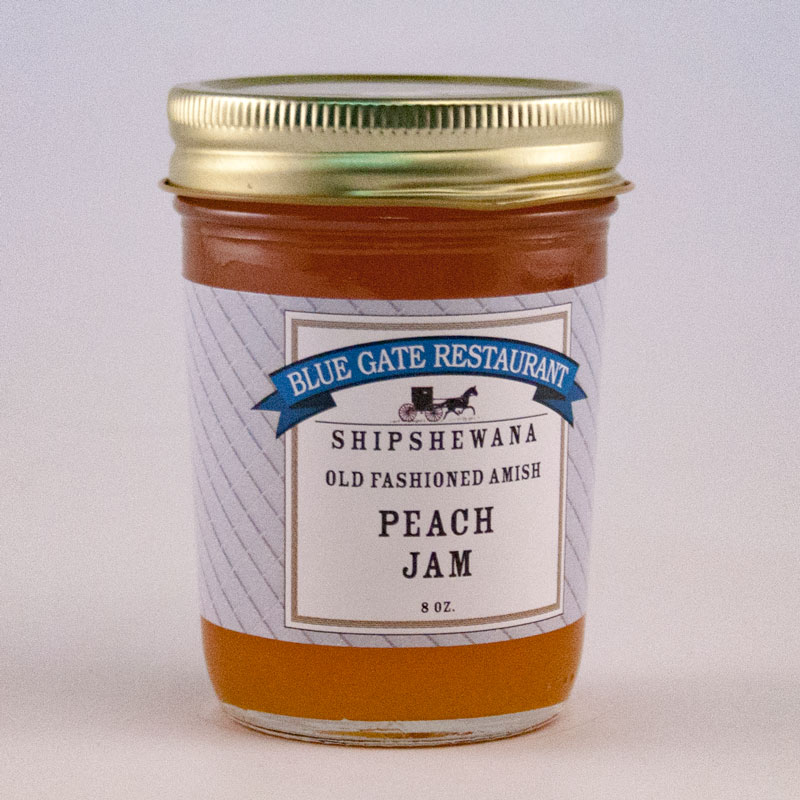 BLUE GATE RESTAURANT
SHIPSHEWANA
OLD FASHIONED AMISH
PEACH
JAM
8 OZ.